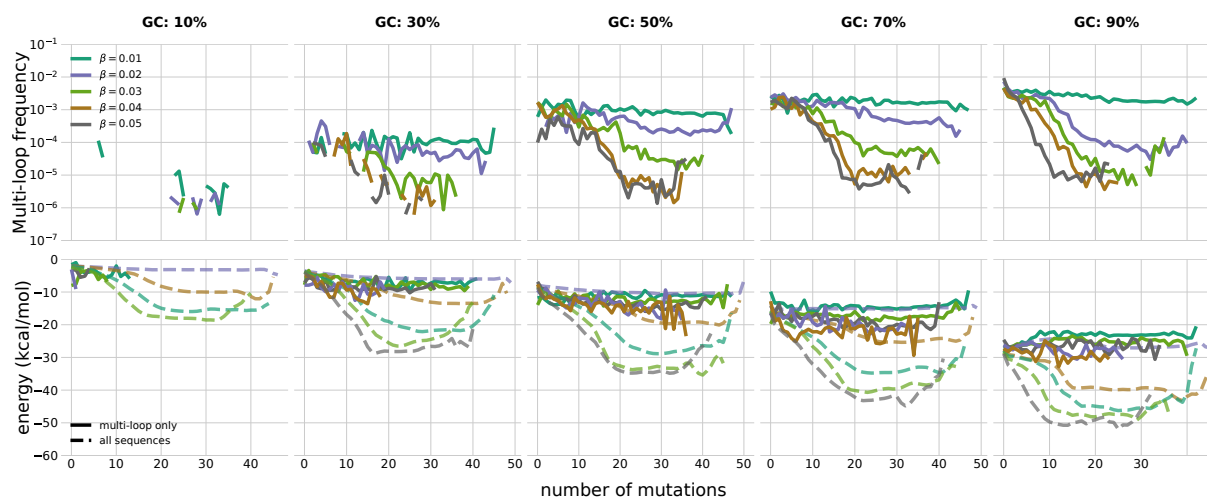 GC: 10% GC: 30% GC: 50% GC: 70% GC: 90%
Multi-loop frequency
10⁻¹
10⁻²
10⁻³
10⁻⁴
10⁻⁵
10⁻⁶
10⁻⁷
β = 0.01
β = 0.02
β = 0.03
β = 0.04
β = 0.05
energy (kcal/mol)
0
−10
−20
−30
−40
−50
−60
multi-loop only
all sequences
0 10 20 30 40 0 10 20 30 40 50 0 10 20 30 40 50 0 10 20 30 40 50 0 10 20 30
number of mutations